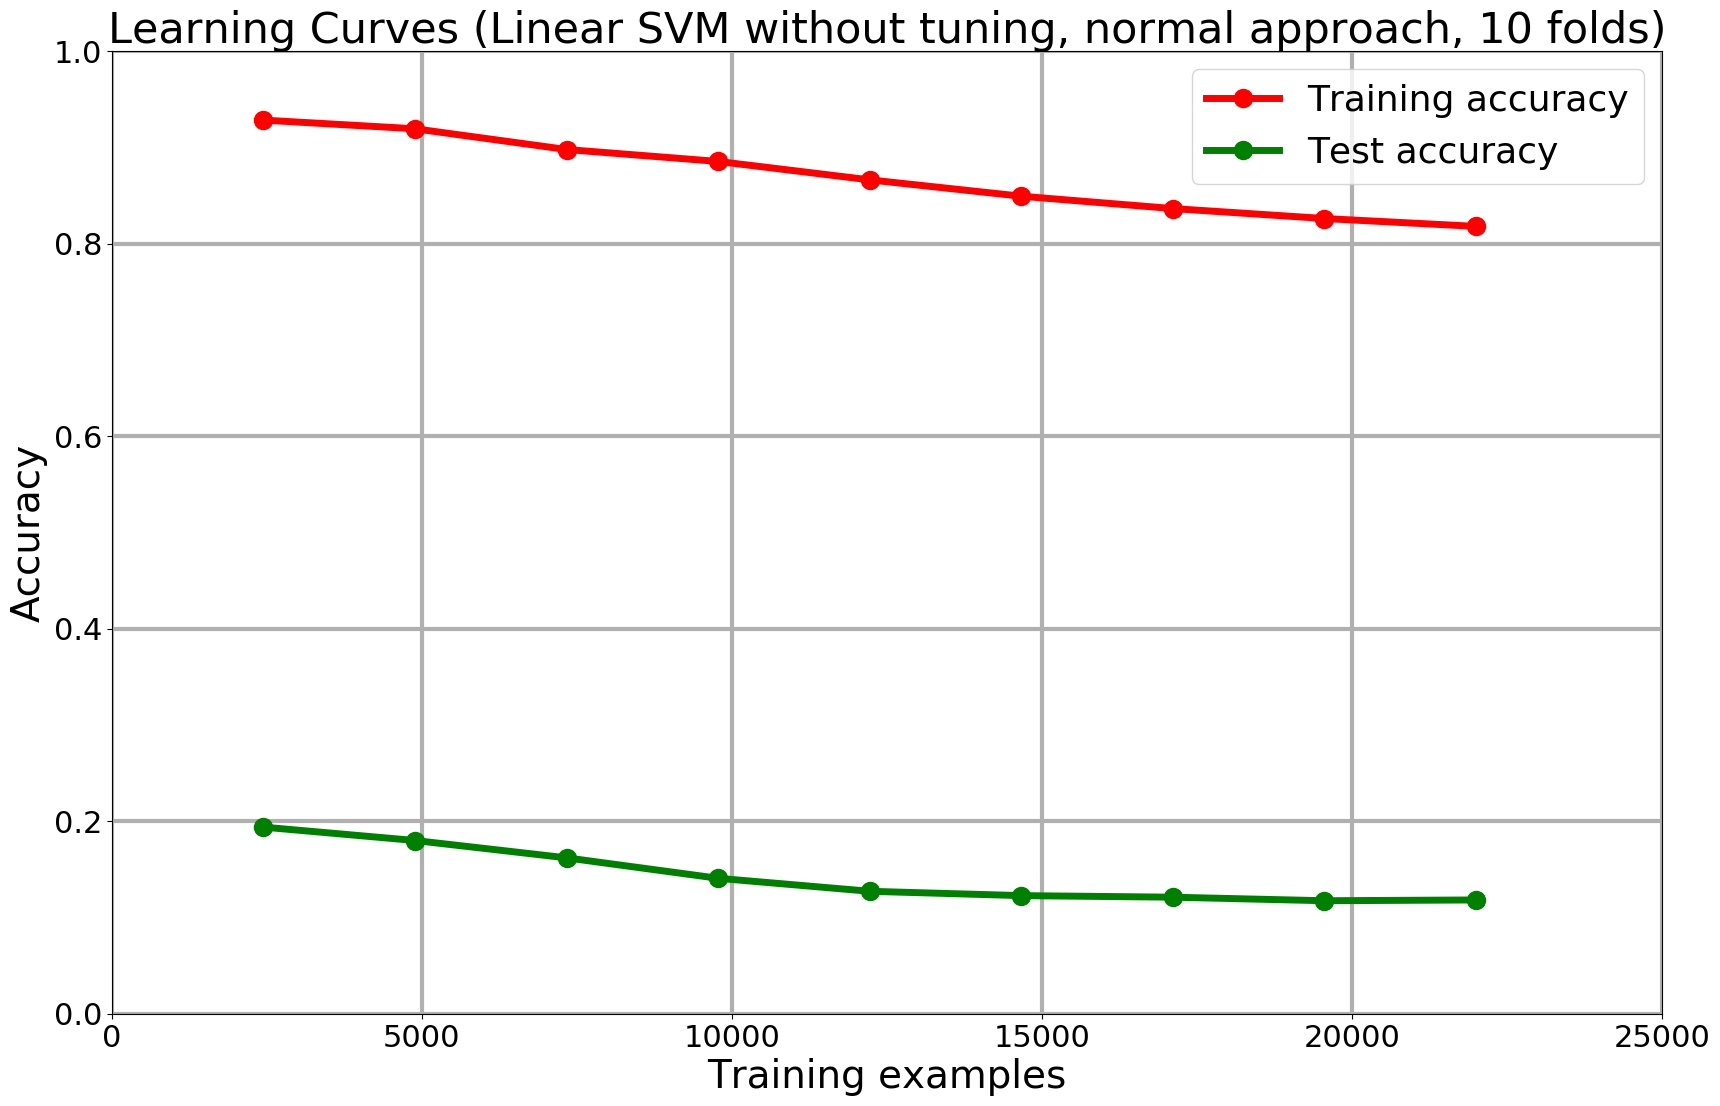 Learning Curves (Linear SVM without tuning, normal approach, 10 folds)
Training accuracy
Test accuracy
1.0
0.8
0.6
0.4
0.2
0.0
Accuracy
0 5000 10000 15000 20000 25000
Training examples